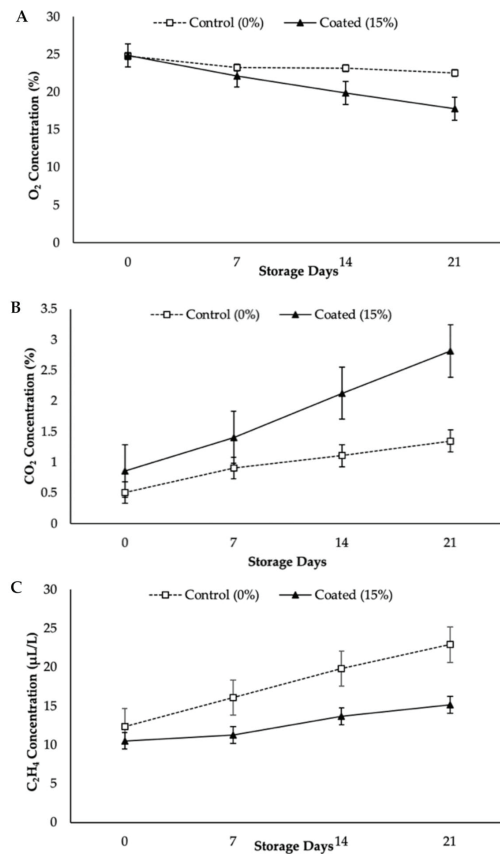 A
Control (0%) Coated (15%)
30
25
20
15
10
5
0
O₂ Concentration (%)
0 7 14 21
Storage Days
B
Control (0%) Coated (15%)
3.5
3
2.5
2
1.5
1
0.5
0
CO₂ Concentration (%)
0 7 14 21
Storage Days
C
Control (0%) Coated (15%)
30
25
20
15
10
5
0
C₂H₄ Concentration (µL/L)
0 7 14 21
Storage Days